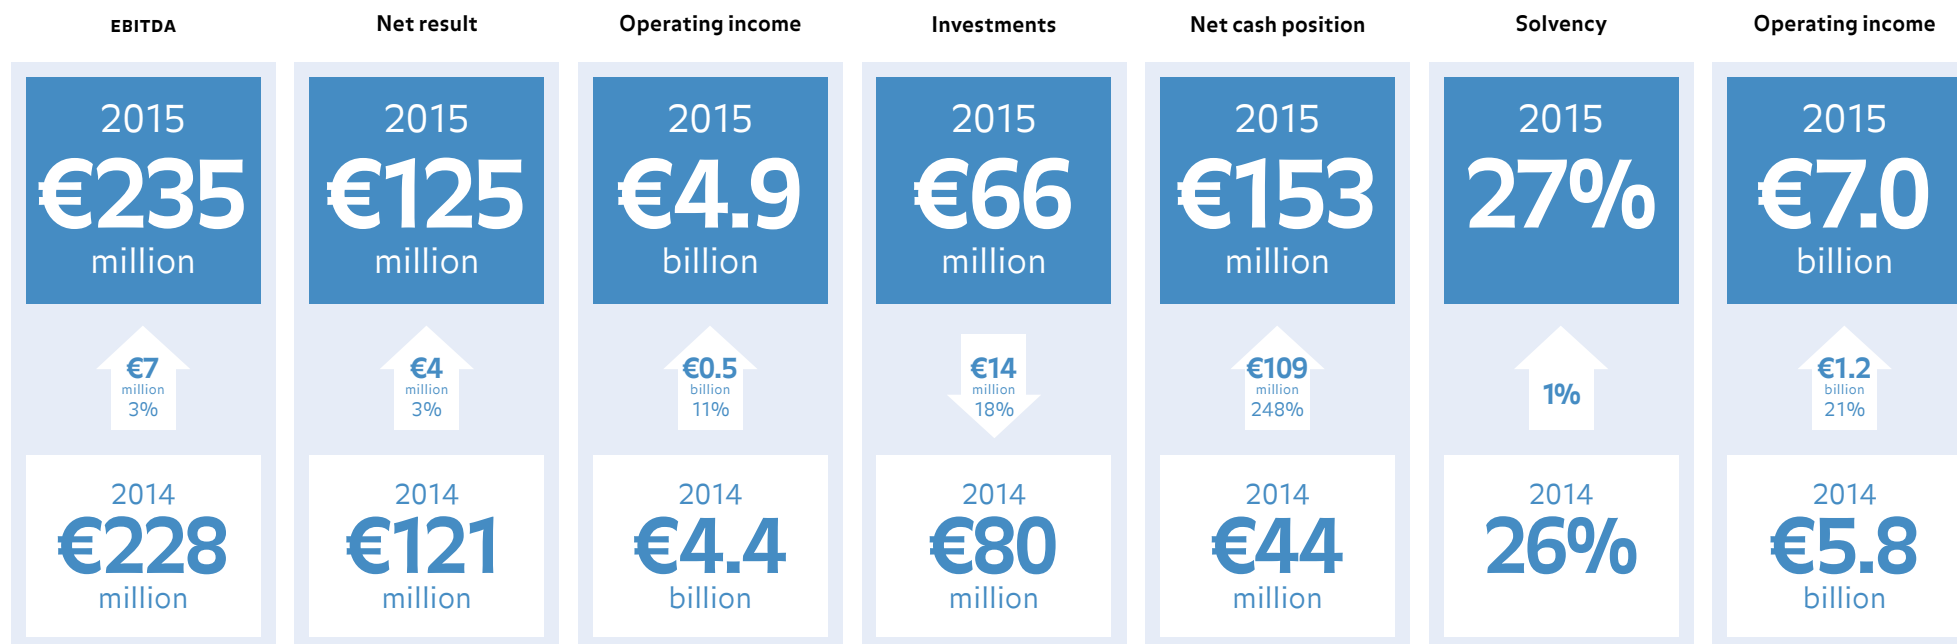 EBITDA
2015
€235
million
€7
million
3%
2014
€228
million
Net result
2015
€125
million
€4
million
3%
2014
€121
million
Operating income
2015
€4.9
billion
€0.5
billion
11%
2014
€4.4
billion
Investments
2015
€66
million
€14
million
18%
2014
€80
million
Net cash position
2015
€153
million
€109
million
248%
2014
€44
million
Solvency
2015
27%
1%
2014
26%
Operating income
2015
€7.0
billion
€1.2
billion
21%
2014
€5.8
billion